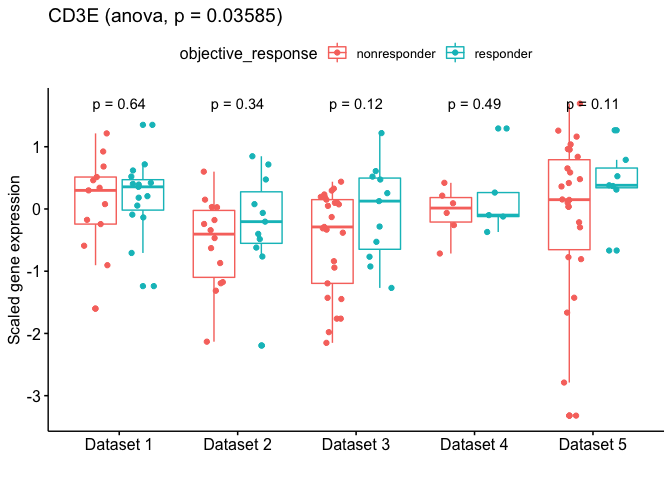 CD3E (anova, p = 0.03585)
objective_response nonresponder responder
p = 0.64 p = 0.34 p = 0.12 p = 0.49 p = 0.11
Scaled gene expression
1
0
-1
-2
-3
Dataset 1 Dataset 2 Dataset 3 Dataset 4 Dataset 5